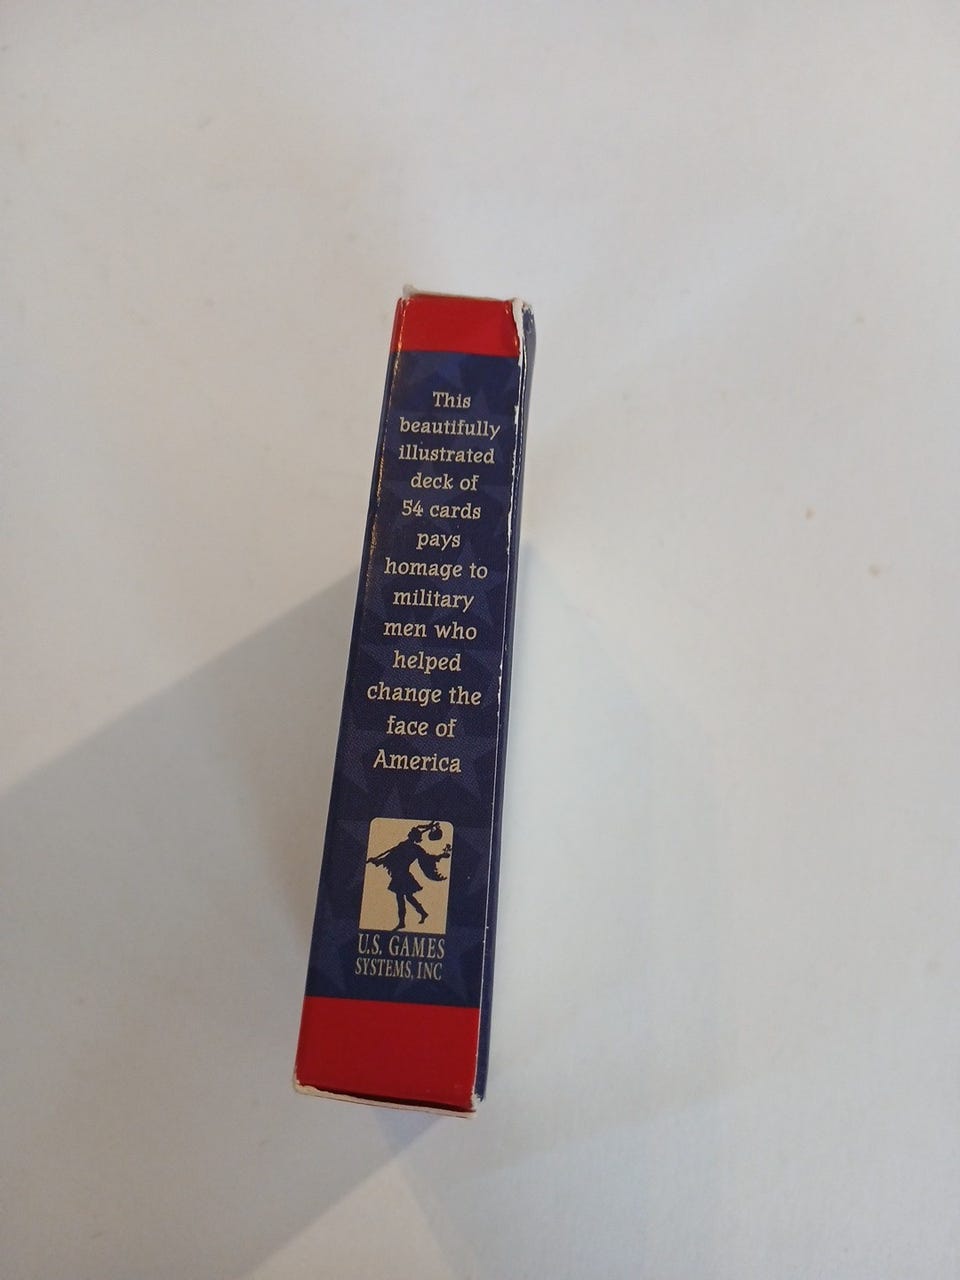 This
beautifully
illustrated
deck of
54 cards
pays
homage to
military
men who
helped
change the
face of
America
U.S. GAMES
SYSTEMS, INC